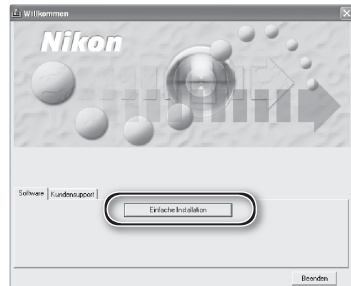 Willkommen
Nikon
Software Kundensupport
Einfache Installation
Beenden